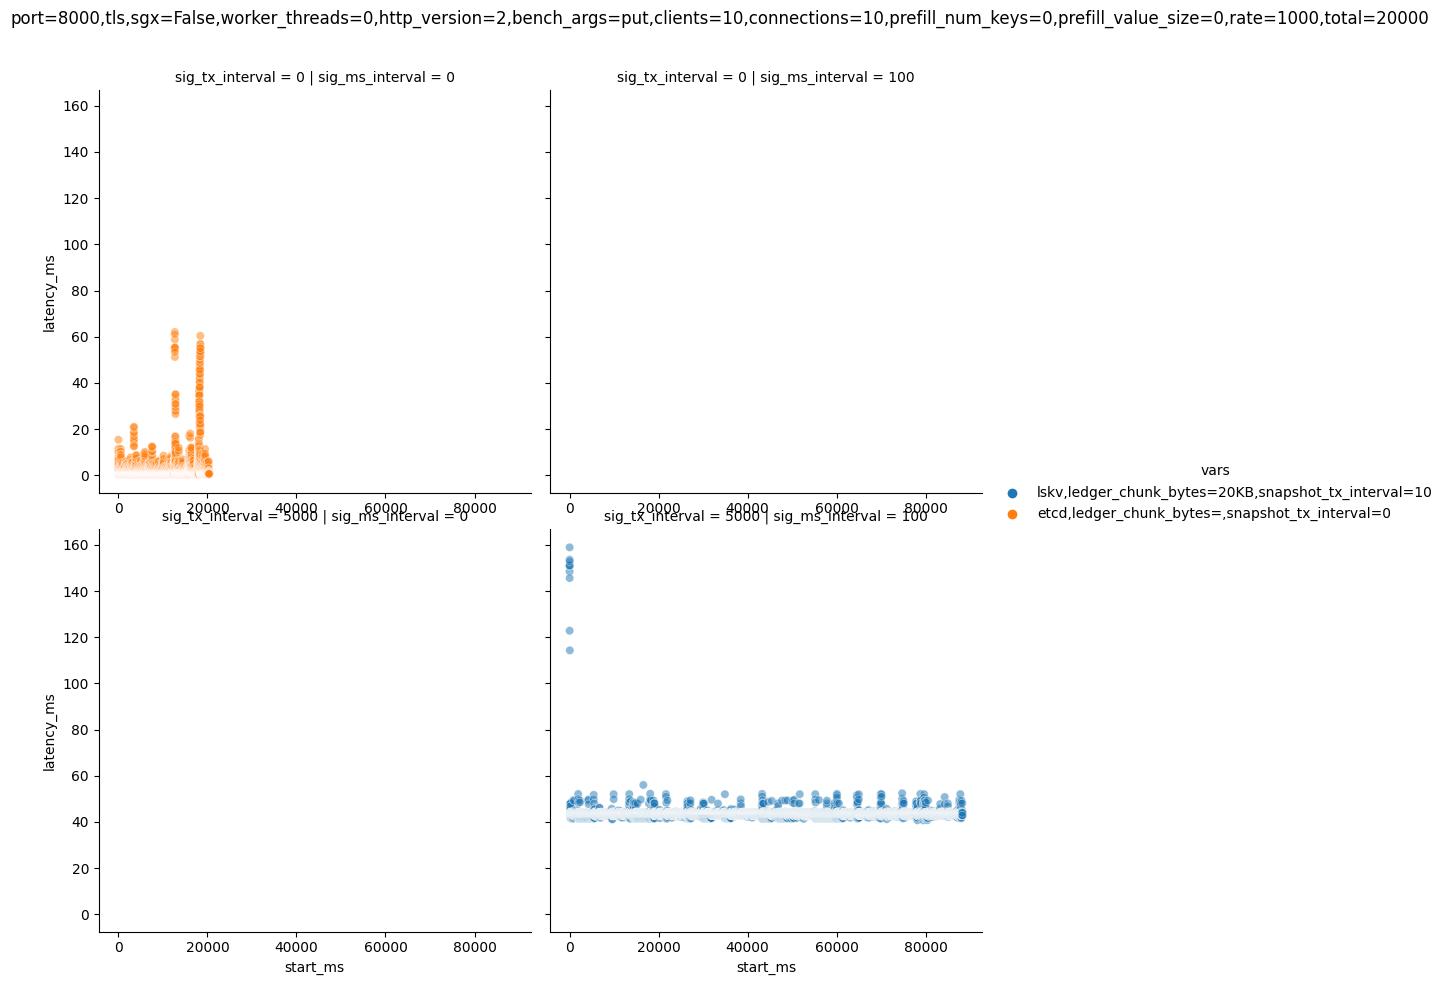 port=8000,tls,sgx=False,worker_threads=0,http_version=2,bench_args=put,clients=10,connections=10,prefill_num_keys=0,prefill_value_size=0,rate=1000,total=20000
sig_tx_interval = 0 | sig_ms_interval = 0
sig_tx_interval = 0 | sig_ms_interval = 100
160
140
120
100
80
60
40
20
0
latency_ms
0 20000 40000 60000 80000
0 20000 40000 60000 80000
sig_tx_interval = 5000 | sig_ms_interval = 0
sig_tx_interval = 5000 | sig_ms_interval = 100
160
140
120
100
80
60
40
20
0
latency_ms
0 20000 40000 60000 80000
start_ms
0 20000 40000 60000 80000
start_ms
vars
lskv,ledger_chunk_bytes=20KB,snapshot_tx_interval=10
etcd,ledger_chunk_bytes=,snapshot_tx_interval=0